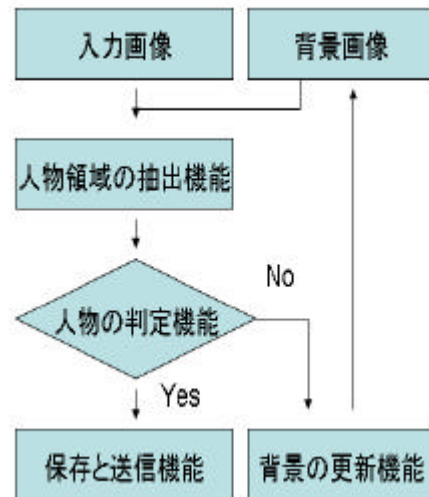 入力画像
背景画像
人物領域の抽出機能
人物の判定機能
No
Yes
保存と送信機能
背景の更新機能